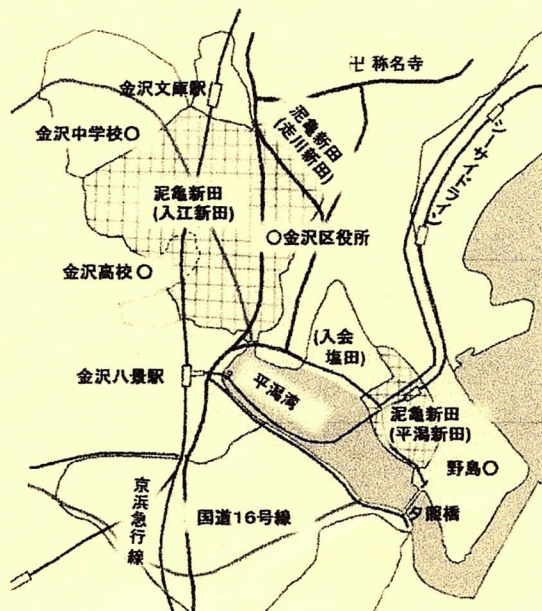 卍 称名寺
金沢文庫駅
泥亀新田
(走川新田)
金沢中学校○
シーサイドライン
泥亀新田
(入江新田)
○金沢区役所
金沢高校 ○
(入会
塩田)
金沢八景駅
平潟湾
泥亀新田
(平潟新田)
野島○
京浜急行線
国道16号線
夕照橋